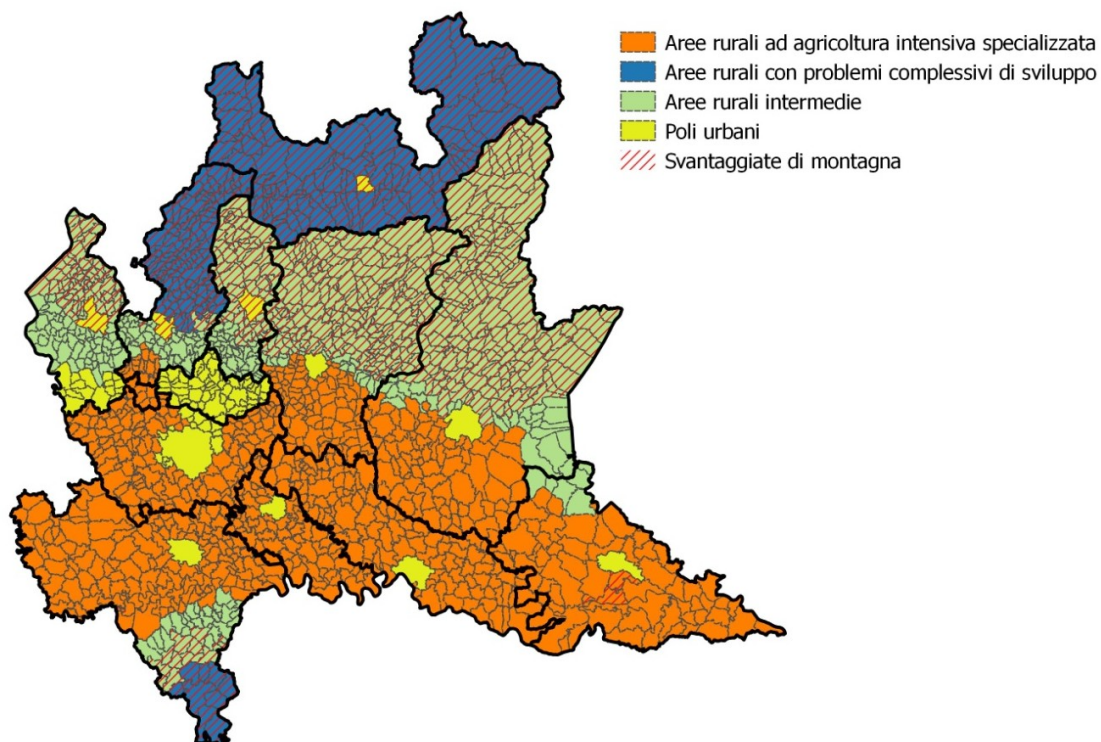 Aree rurali ad agricoltura intensiva specializzata
Aree rurali con problemi complessivi di sviluppo
Aree rurali intermedie
Poli urbani
Svantaggiate di montagna